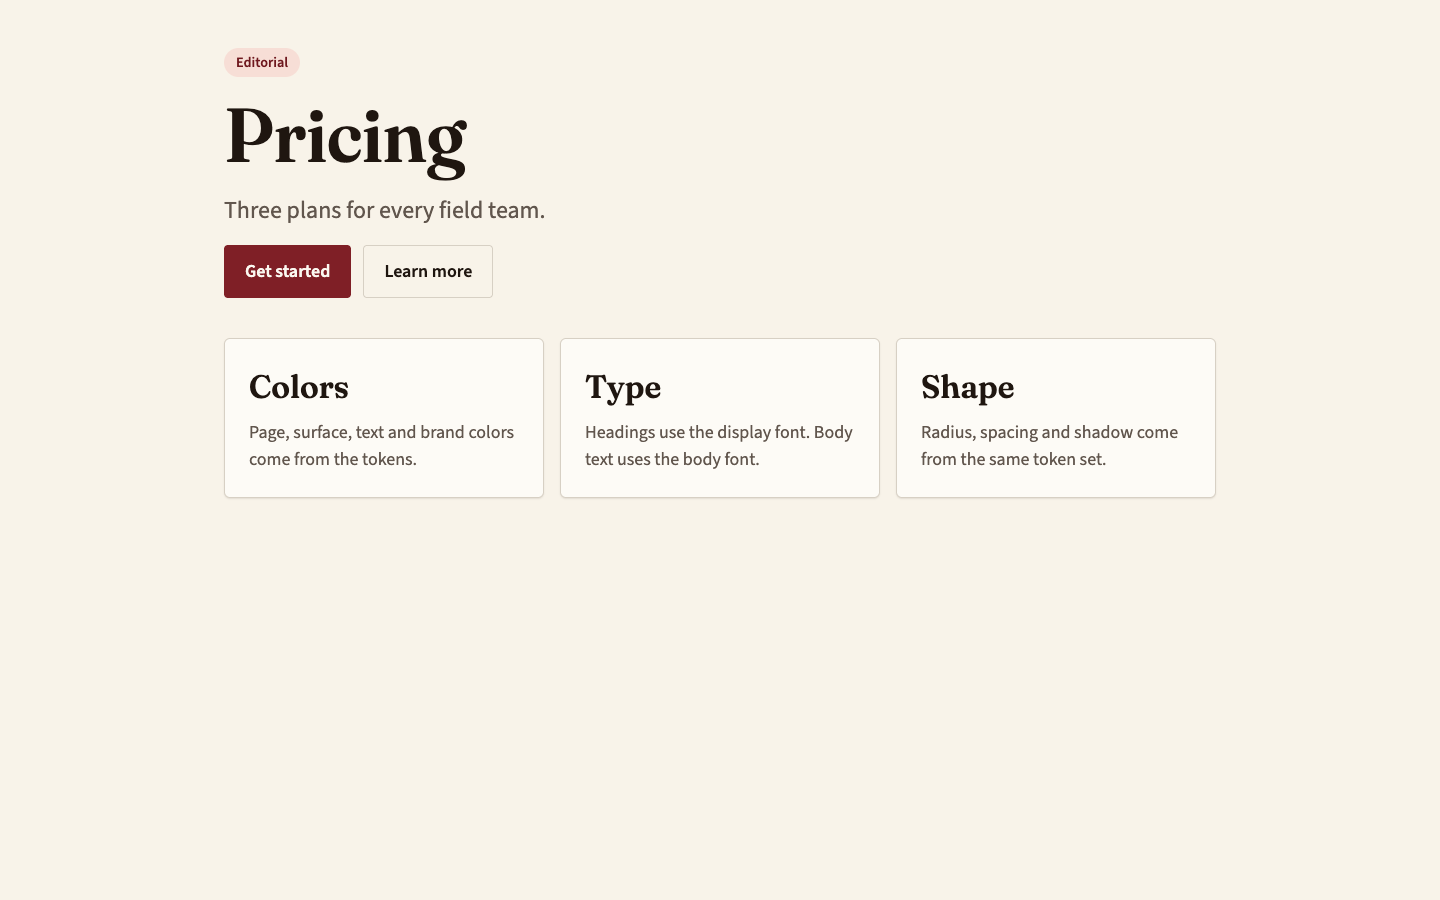 Editorial
Pricing
Three plans for every field team.
Get started
Learn more
Colors
Page, surface, text and brand colors
come from the tokens.
Type
Headings use the display font. Body
text uses the body font.
Shape
Radius, spacing and shadow come
from the same token set.